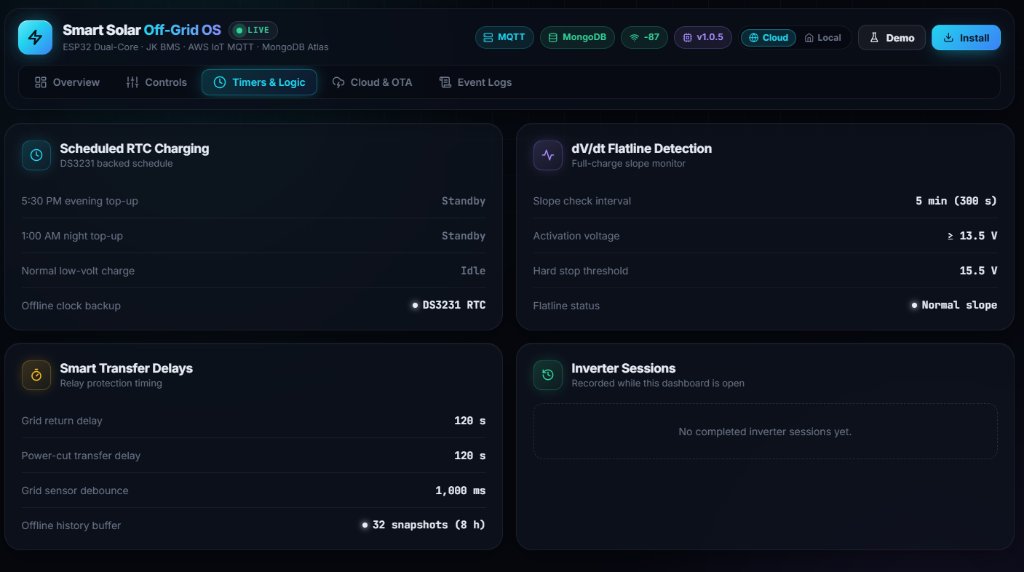 Smart Solar Off-Grid OS LIVE
ESP32 Dual-Core · JK BMS · AWS IoT MQTT · MongoDB Atlas
MQTT MongoDB -87 v1.0.5 Cloud Local Demo Install
Overview Controls Timers & Logic Cloud & OTA Event Logs
Scheduled RTC Charging
DS3231 backed schedule
5:30 PM evening top-up Standby
1:00 AM night top-up Standby
Normal low-volt charge Idle
Offline clock backup DS3231 RTC
dV/dt Flatline Detection
Full-charge slope monitor
Slope check interval 5 min (300 s)
Activation voltage ≥ 13.5 V
Hard stop threshold 15.5 V
Flatline status Normal slope
Smart Transfer Delays
Relay protection timing
Grid return delay 120 s
Power-cut transfer delay 120 s
Grid sensor debounce 1,000 ms
Offline history buffer 32 snapshots (8 h)
Inverter Sessions
Recorded while this dashboard is open
No completed inverter sessions yet.